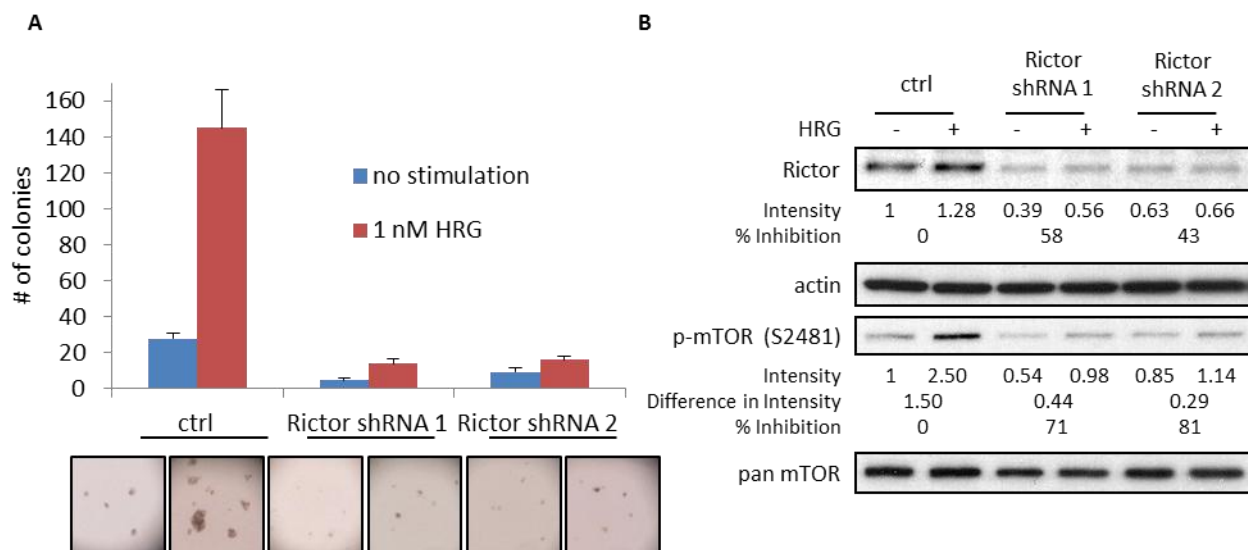 A
# of colonies
160
140
120
100
80
60
40
20
0
no stimulation
1 nM HRG
ctrl Rictor shRNA 1 Rictor shRNA 2
B
ctrl Rictor shRNA 1 Rictor shRNA 2
HRG - + - + - +
Rictor
Intensity 1 1.28 0.39 0.56 0.63 0.66
% Inhibition 0 58 43
actin
p-mTOR (S2481)
Intensity 1 2.50 0.54 0.98 0.85 1.14
Difference in Intensity 1.50 0.44 0.29
% Inhibition 0 71 81
pan mTOR